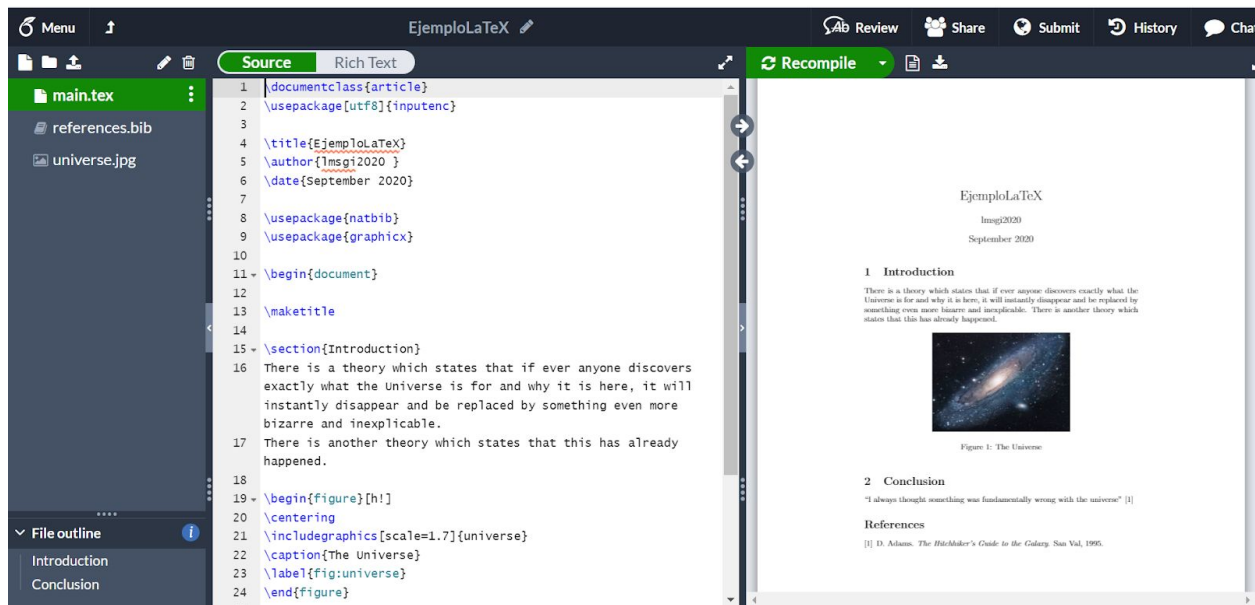 Menu
EjemploLaTeX
Review
Share
Submit
History
Cha
Source
Rich Text
Recompile
main.tex
references.bib
universe.jpg
File outline
Introduction
Conclusion
1 \documentclass{article}
2 \usepackage[utf8]{inputenc}
3
4 \title{EjemploLaTeX}
5 \author{lmsgi2020 }
6 \date{September 2020}
7
8 \usepackage{natbib}
9 \usepackage{graphicx}
10
11 \begin{document}
12
13 \maketitle
14
15 \section{Introduction}
16 There is a theory which states that if ever anyone discovers
exactly what the Universe is for and why it is here, it will
instantly disappear and be replaced by something even more
bizarre and inexplicable.
17 There is another theory which states that this has already
happened.
18
19 \begin{figure}[h!]
20 \centering
21 \includegraphics[scale=1.7]{universe}
22 \caption{The Universe}
23 \label{fig:universe}
24 \end{figure}
EjemploLaTeX
lmsgi2020
September 2020
1 Introduction
There is a theory which states that if ever anyone discovers exactly what the
Universe is for and why it is here, it will instantly disappear and be replaced by
something even more bizarre and inexplicable. There is another theory which
states that this has already happened.
Figure 1: The Universe
2 Conclusion
“I always thought something was fundamentally wrong with the universe” [1]
References
[1] D. Adams. The Hitchhiker's Guide to the Galaxy. San Val, 1995.